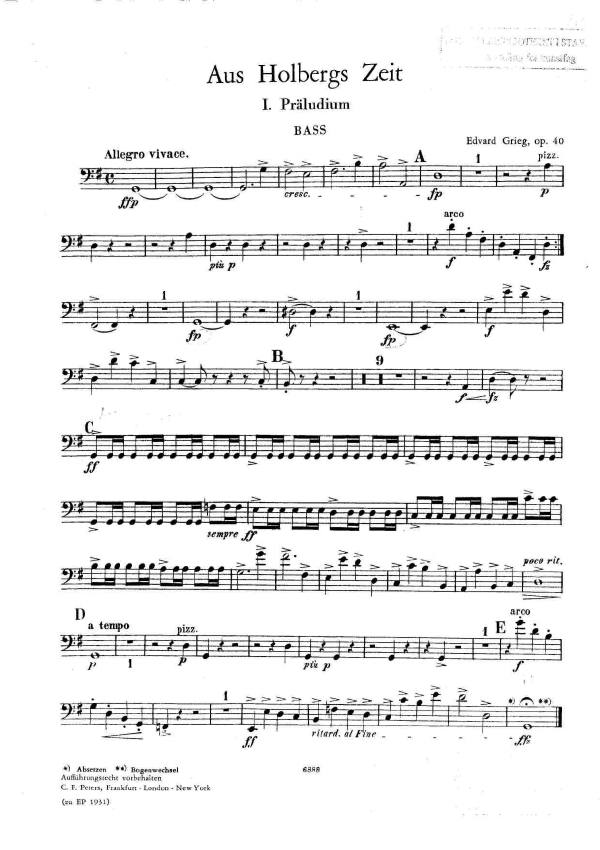 Aus Holbergs Zeit
I. Präludium
BASS
Edvard Grieg, op. 40
Allegro vivace. A 1 pizz.
ffp cresc. fp p
1 arco
più p f fz
1 1 1
fp f fp f
B 9
f fz
C
ff
sempre ff
poco rit.
D
a tempo pizz. 1 E arco
p 1 p più p f
1 *) **)
ff ritard. al Fine ffz
*) Absetzen **) Bogenwechsel
Aufführungsrecht vorbehalten
C. F. Peters, Frankfurt - London - New York
6888
(zu EP 1931)